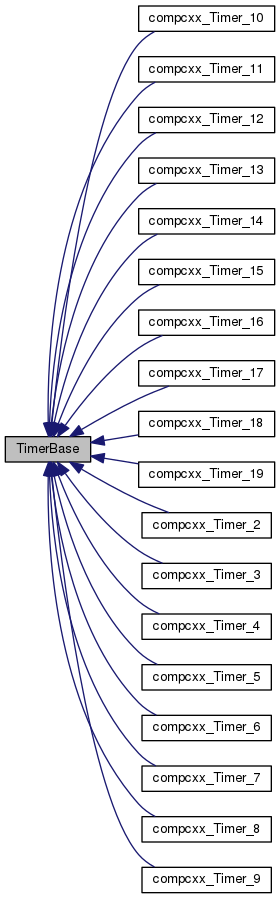 compcxx_Timer_10
compcxx_Timer_11
compcxx_Timer_12
compcxx_Timer_13
compcxx_Timer_14
compcxx_Timer_15
compcxx_Timer_16
compcxx_Timer_17
compcxx_Timer_18
TimerBase
compcxx_Timer_19
compcxx_Timer_2
compcxx_Timer_3
compcxx_Timer_4
compcxx_Timer_5
compcxx_Timer_6
compcxx_Timer_7
compcxx_Timer_8
compcxx_Timer_9